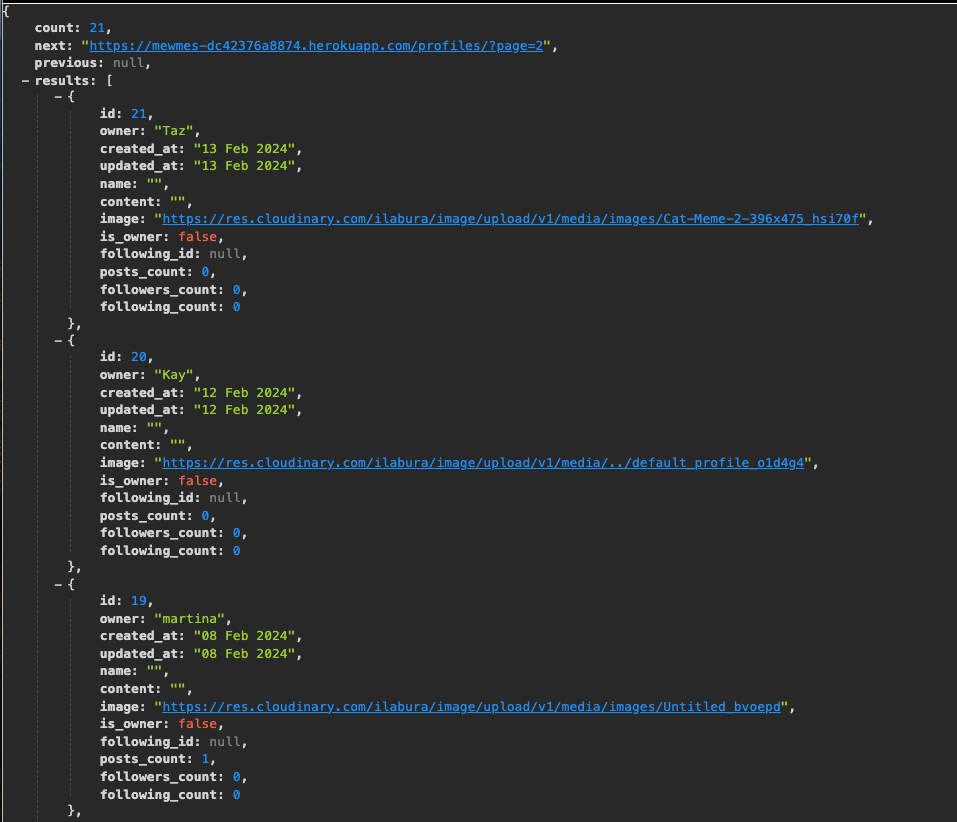 {
count: 21,
next: "https://mewmes-dc42376a8874.herokuapp.com/profiles/?page=2",
previous: null,
– results: [
– {
id: 21,
owner: "Taz",
created_at: "13 Feb 2024",
updated_at: "13 Feb 2024",
name: "",
content: "",
image: "https://res.cloudinary.com/ilabura/image/upload/v1/media/images/Cat-Meme-2-396x475_hsi70f",
is_owner: false,
following_id: null,
posts_count: 0,
followers_count: 0,
following_count: 0
},
– {
id: 20,
owner: "Kay",
created_at: "12 Feb 2024",
updated_at: "12 Feb 2024",
name: "",
content: "",
image: "https://res.cloudinary.com/ilabura/image/upload/v1/media/../default_profile_o1d4g4",
is_owner: false,
following_id: null,
posts_count: 0,
followers_count: 0,
following_count: 0
},
– {
id: 19,
owner: "martina",
created_at: "08 Feb 2024",
updated_at: "08 Feb 2024",
name: "",
content: "",
image: "https://res.cloudinary.com/ilabura/image/upload/v1/media/images/Untitled_bvoepd",
is_owner: false,
following_id: null,
posts_count: 1,
followers_count: 0,
following_count: 0
},